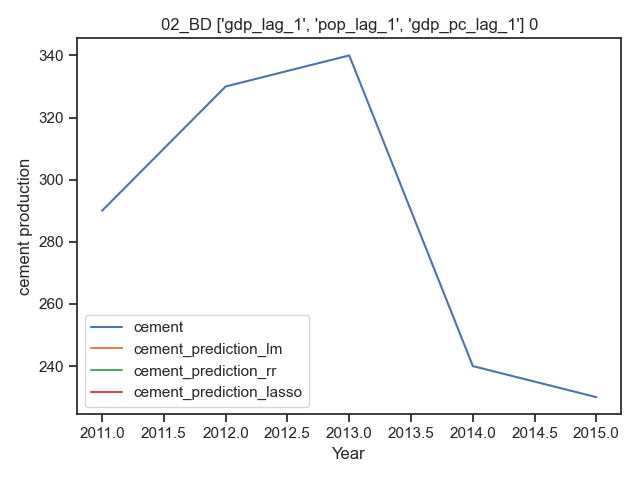 02_BD ['gdp_lag_1', 'pop_lag_1', 'gdp_pc_lag_1'] 0
cement production
340
320
300
280
260
240
cement
cement_prediction_lm
cement_prediction_rr
cement_prediction_lasso
2011.0 2011.5 2012.0 2012.5 2013.0 2013.5 2014.0 2014.5 2015.0
Year